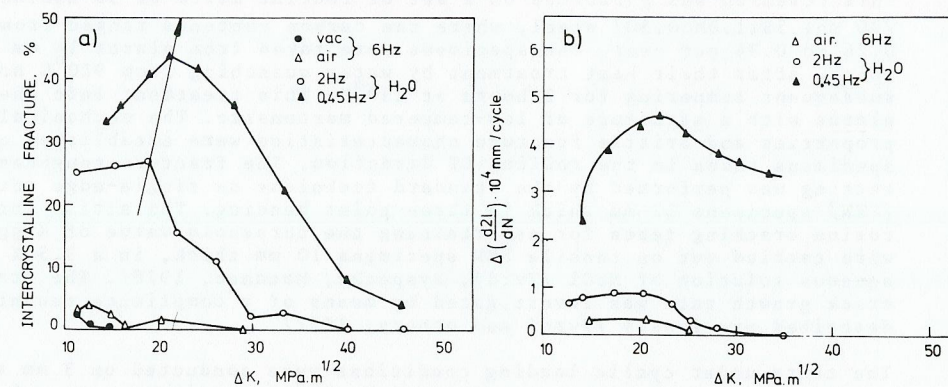 a)
vac.
air
6Hz
2Hz
0,45Hz
H2O
INTERCRYSTALLINE FRACTURE, %
50
40
30
20
10
0
10 20 30 40 50
ΔK, MPa.m1/2
b)
air. 6Hz
2Hz
0,45Hz
H2O
Δ(d2l/dN)·10-4 mm/cycle
6
5
4
3
2
1
0
10 20 30 40 50
ΔK, MPa.m1/2